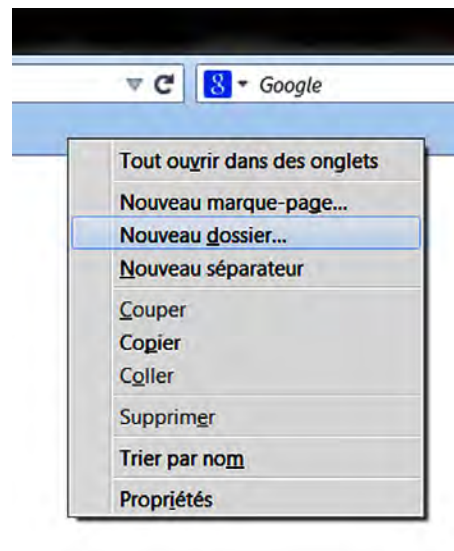 8 Google
Tout ouvrir dans des onglets
Nouveau marque-page...
Nouveau dossier...
Nouveau séparateur
Couper
Copier
Coller
Supprimer
Trier par nom
Propriétés